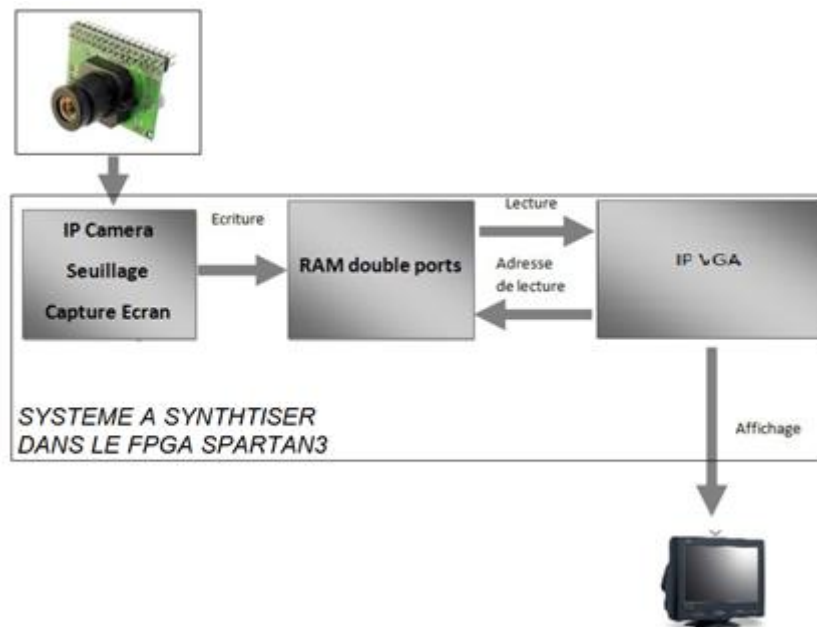 IP Camera
Seuillage
Capture Ecran
Ecriture
RAM double ports
Lecture
Adresse
de lecture
IP VGA
SYSTEME A SYNTHTISER
DANS LE FPGA SPARTAN3
Affichage